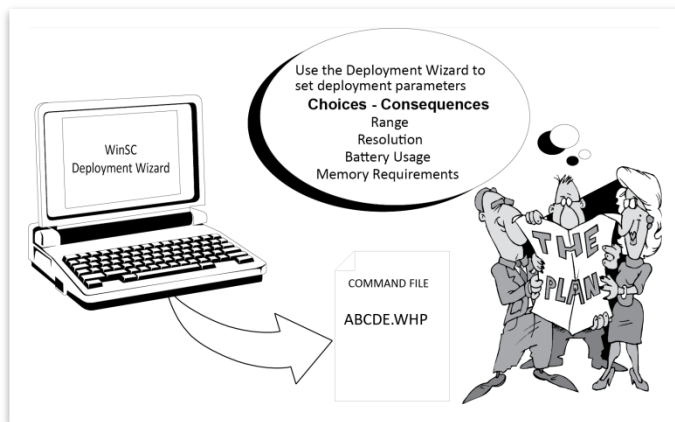 Use the Deployment Wizard to
set deployment parameters
Choices - Consequences
Range
Resolution
Battery Usage
Memory Requirements
WinSC
Deployment Wizard
COMMAND FILE
ABCDE.WHP
THE
PLAN